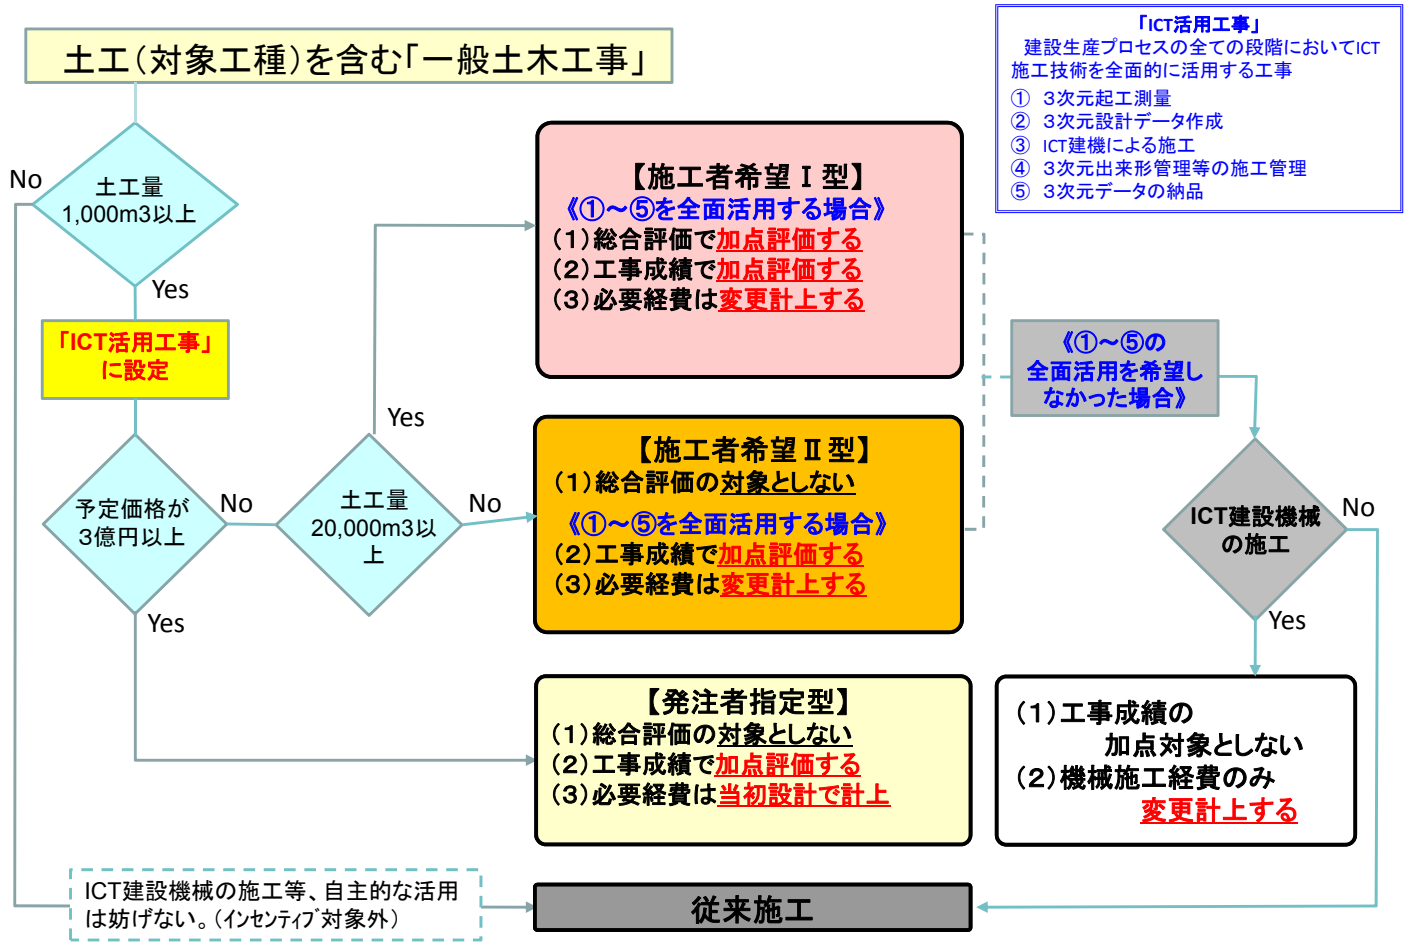 土工(対象工種)を含む「一般土木工事」
「ICT活用工事」
建設生産プロセスの全ての段階においてICT
施工技術を全面的に活用する工事
① 3次元起工測量
② 3次元設計データ作成
③ ICT建機による施工
④ 3次元出来形管理等の施工管理
⑤ 3次元データの納品
No
土工量
1,000m3以上
Yes
「ICT活用工事」
に設定
予定価格が
3億円以上
No
Yes
土工量
20,000m3以
上
Yes
No
【施工者希望Ⅰ型】
《①～⑤を全面活用する場合》
(1)総合評価で加点評価する
(2)工事成績で加点評価する
(3)必要経費は変更計上する
【施工者希望Ⅱ型】
(1)総合評価の対象としない
《①～⑤を全面活用する場合》
(2)工事成績で加点評価する
(3)必要経費は変更計上する
【発注者指定型】
(1)総合評価の対象としない
(2)工事成績で加点評価する
(3)必要経費は当初設計で計上
《①～⑤の
全面活用を希望し
なかった場合》
ICT建設機械
の施工
No
Yes
(1)工事成績の
加点対象としない
(2)機械施工経費のみ
変更計上する
ICT建設機械の施工等、自主的な活用
は妨げない。(インセンティブ対象外)
従来施工